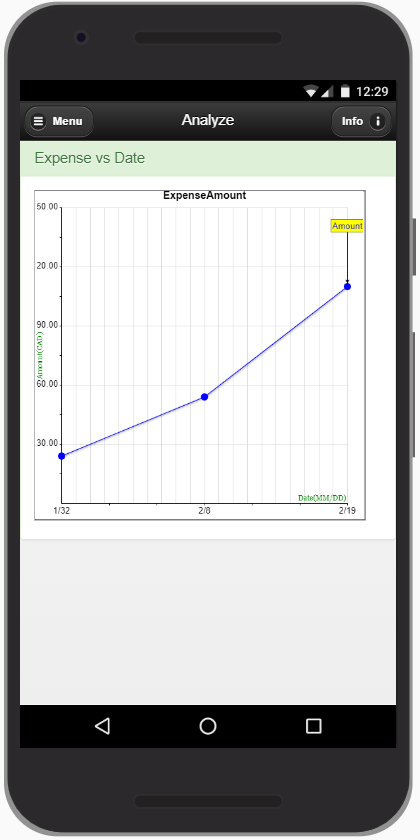 12:29
Menu
Analyze
Info
Expense vs Date
ExpenseAmount
50.00
20.00
90.00
60.00
30.00
Amount(CAD)
Amount
Date(MM/DD)
1/32
2/8
2/19